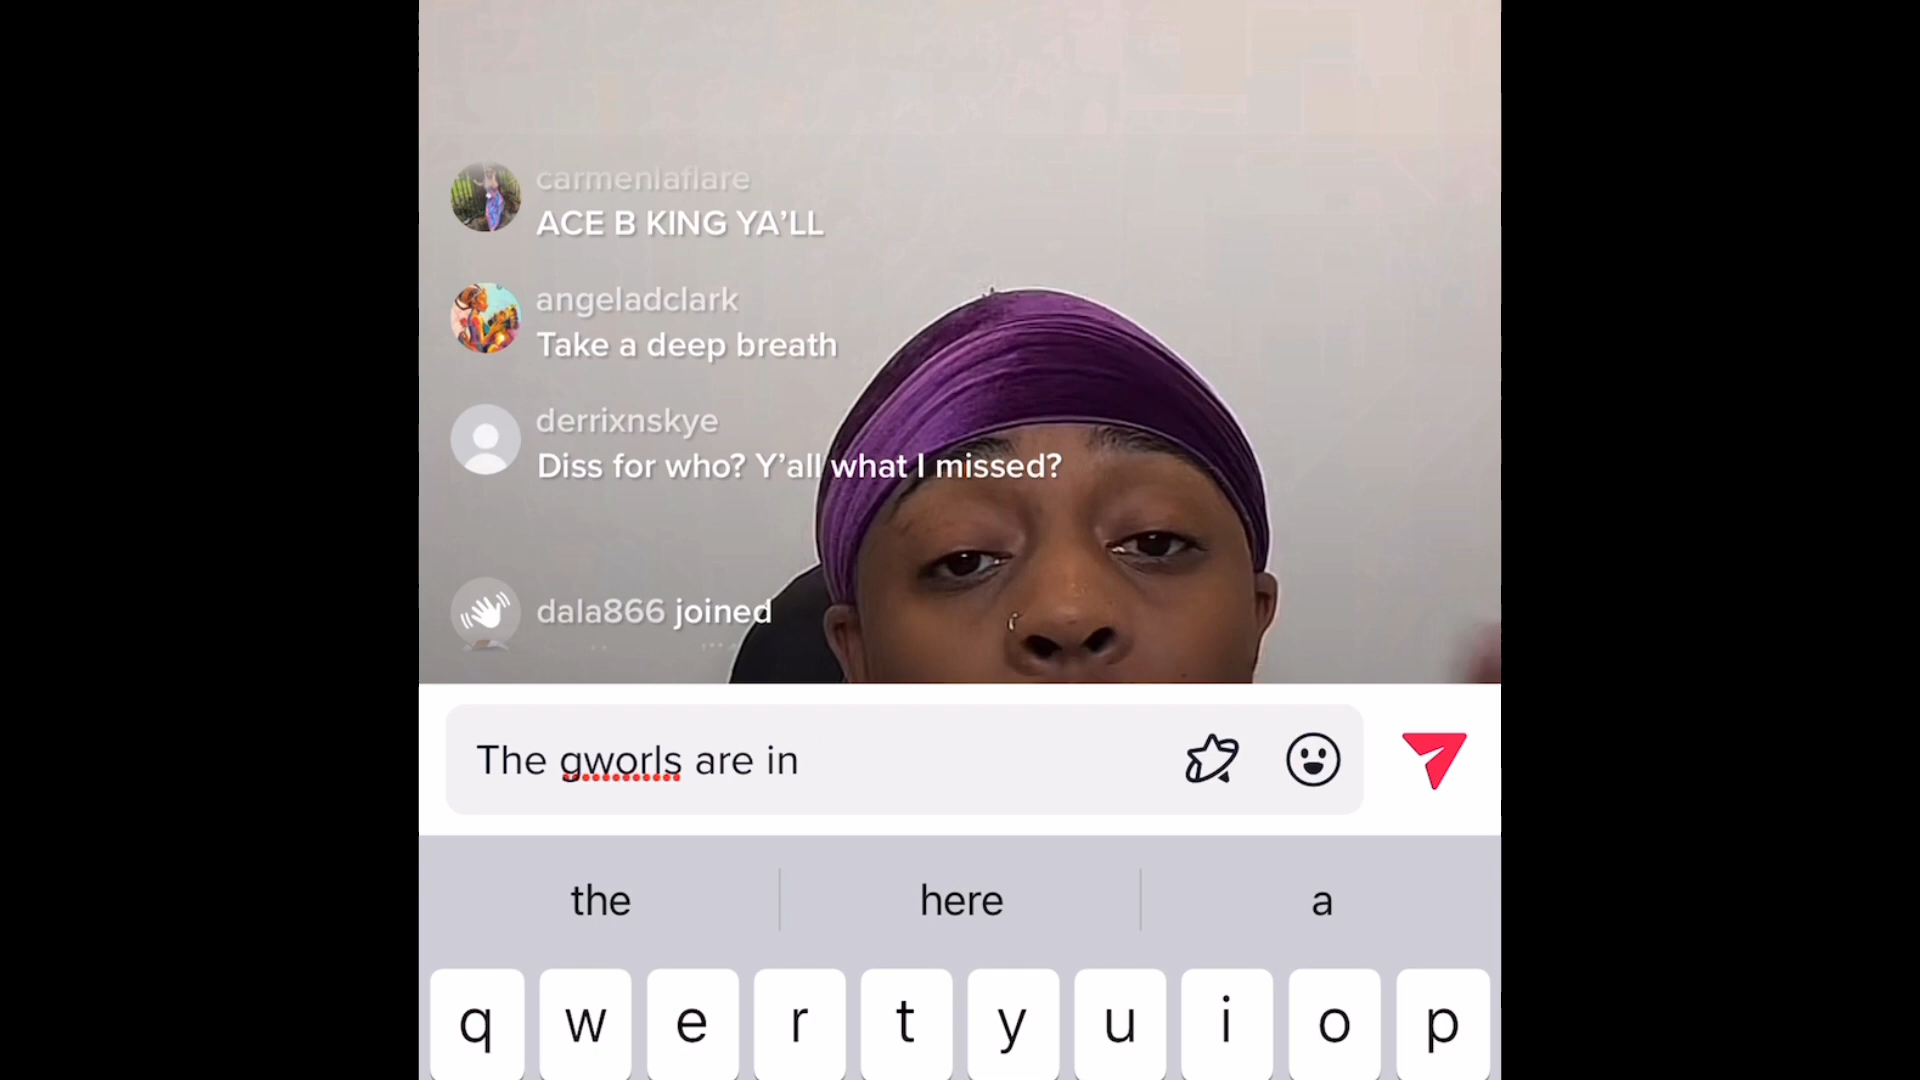 carmenlaflare
ACE B KING YA’LL
angeladclark
Take a deep breath
derrixnskye
Diss for who? Y’all what I missed?
dala866 joined
The gworls are in
the here a
q w e r t y u i o p